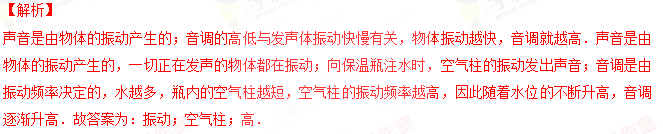 【解析】
声音是由物体的振动产生的；音调的高低与发声体振动快慢有关，物体振动越快，音调就越高．声音是由
物体的振动产生的，一切正在发声的物体都在振动；向保温瓶注水时，空气柱的振动发出声音；音调是由
振动频率决定的，水越多，瓶内的空气柱越短，空气柱的振动频率越高，因此随着水位的不断升高，音调
逐渐升高．故答案为：振动；空气柱；高．